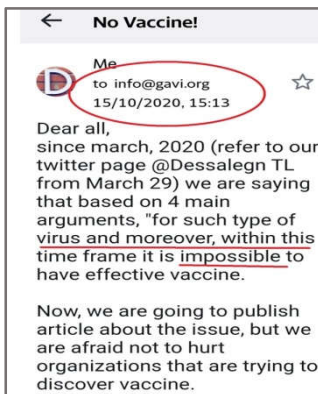 ← No Vaccine!
Me
to info@gavi.org
15/10/2020, 15:13
Dear all,
since march, 2020 (refer to our
twitter page @Dessalegn TL
from March 29) we are saying
that based on 4 main
arguments, "for such type of
virus and moreover, within this
time frame it is impossible to
have effective vaccine.
Now, we are going to publish
article about the issue, but we
are afraid not to hurt
organizations that are trying to
discover vaccine.